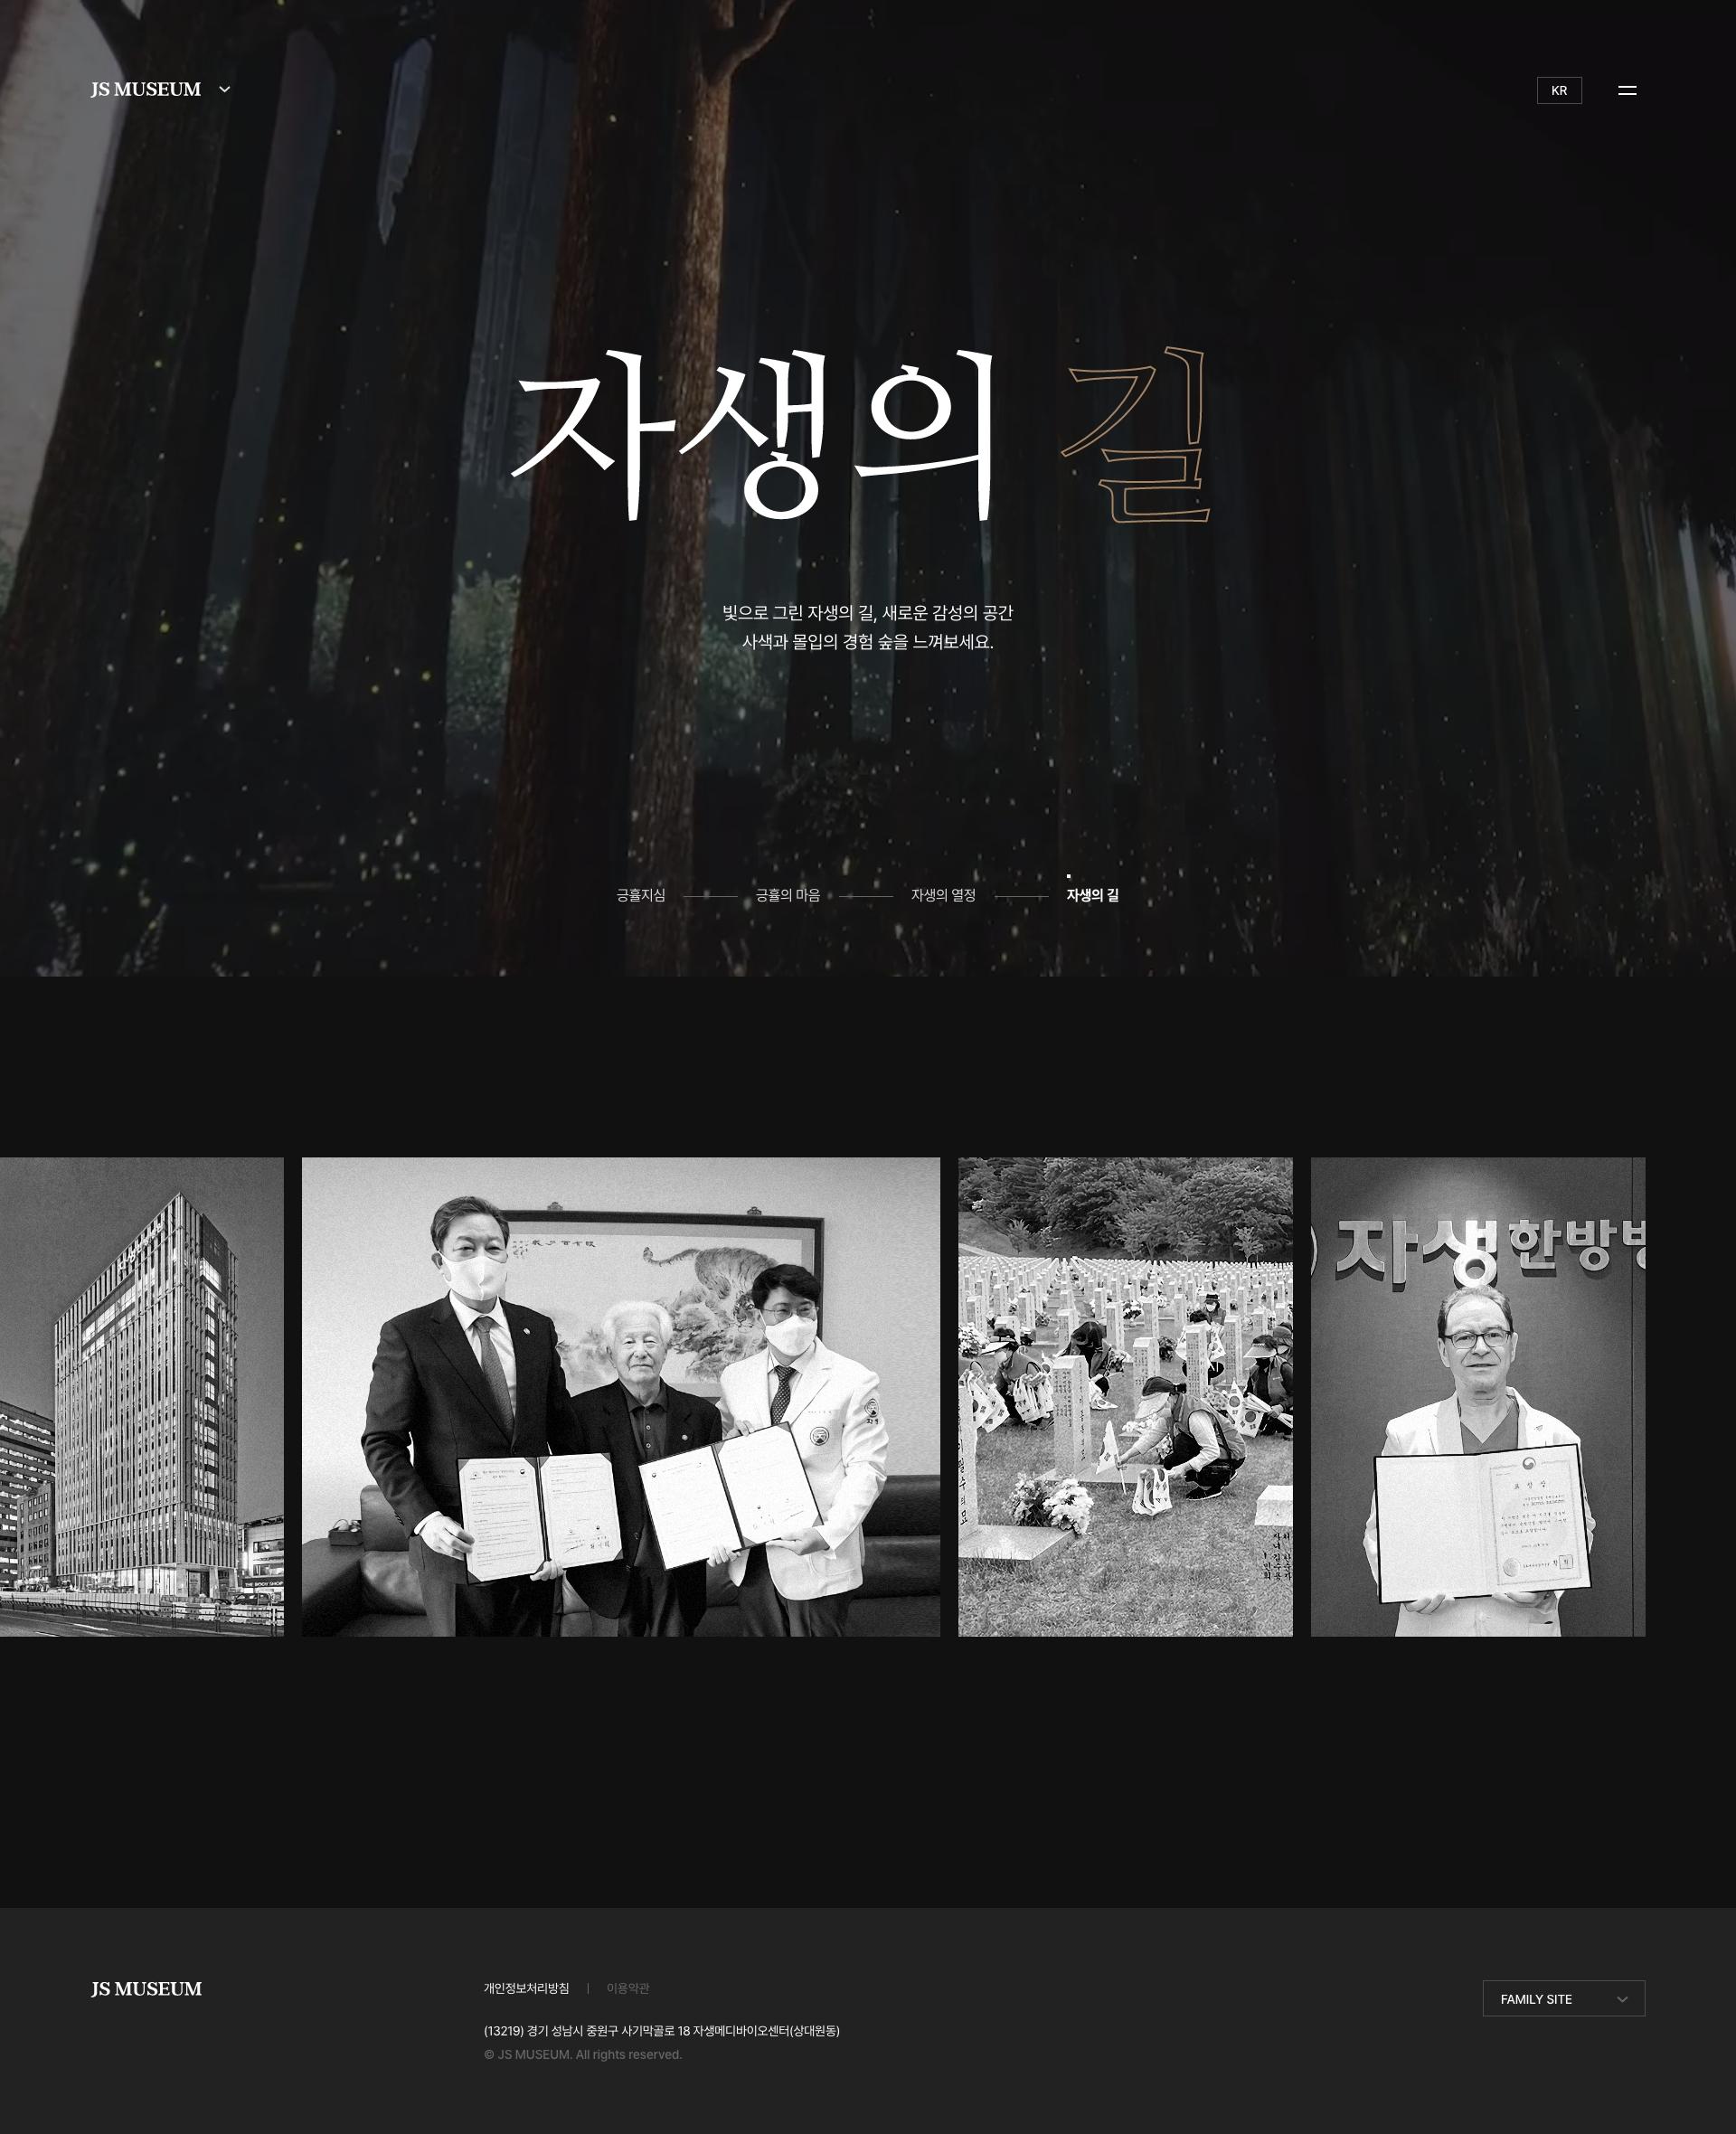 JS MUSEUM
KR
자생의 길
빛으로 그린 자생의 길, 새로운 감성의 공간
사색과 몰입의 경험 숲을 느껴보세요.
긍휼지심
긍휼의 마음
자생의 열정
자생의 길
자생한방병
표창장
THE BODY SHOP
JS MUSEUM
개인정보처리방침 | 이용약관
FAMILY SITE
(13219) 경기 성남시 중원구 사기막골로 18 자생메디바이오센터(상대원동)
© JS MUSEUM. All rights reserved.